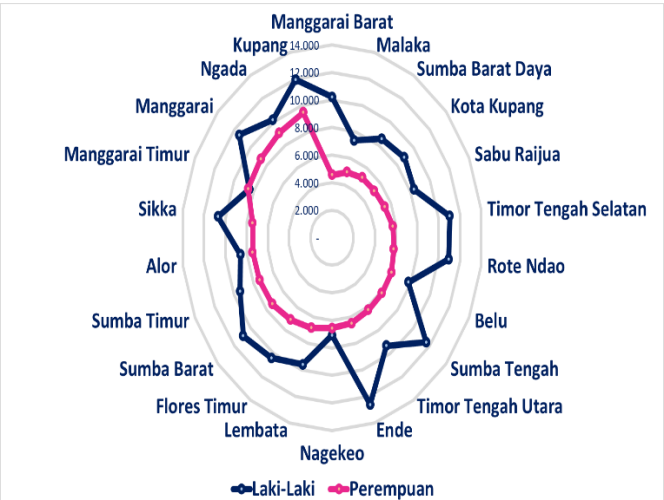 Manggarai Barat
Malaka
Sumba Barat Daya
Kota Kupang
Sabu Raijua
Timor Tengah Selatan
Rote Ndao
Belu
Sumba Tengah
Timor Tengah Utara
Ende
Nagekeo
Lembata
Flores Timur
Sumba Barat
Sumba Timur
Alor
Sikka
Manggarai Timur
Manggarai
Ngada
Kupang
14.000
12.000
10.000
8.000
6.000
4.000
2.000
-
Laki-Laki
Perempuan